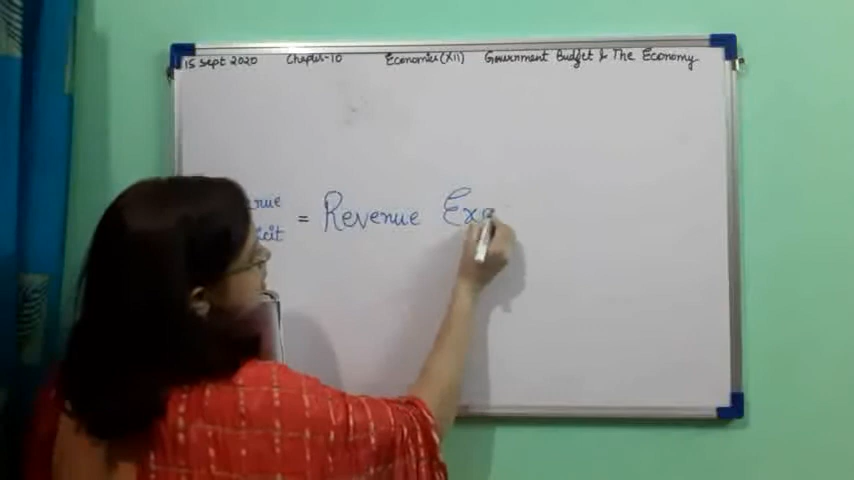 15 Sept 2020 Chapter-10 Economics (XII) Government Budget & The Economy
= Revenue Exp